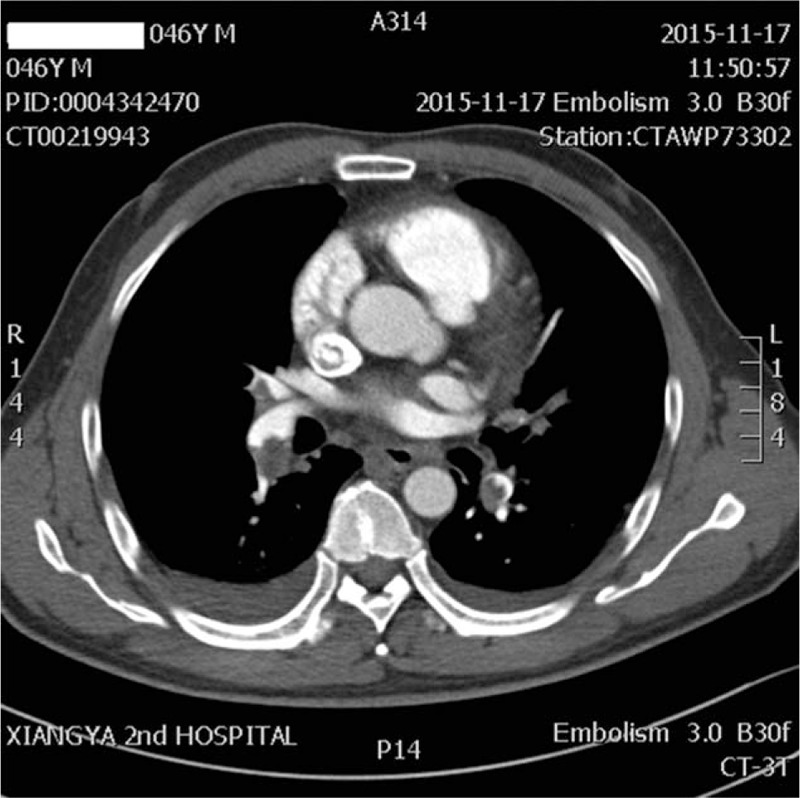 046Y M
A314
2015-11-17
046Y M
11:50:57
PID:0004342470
2015-11-17 Embolism 3.0 B30f
CT00219943
Station:CTAWP73302
R
1
4
4
L
1
8
4
XIANGYA 2nd HOSPITAL
P14
Embolism 3.0 B30f
CT-3T